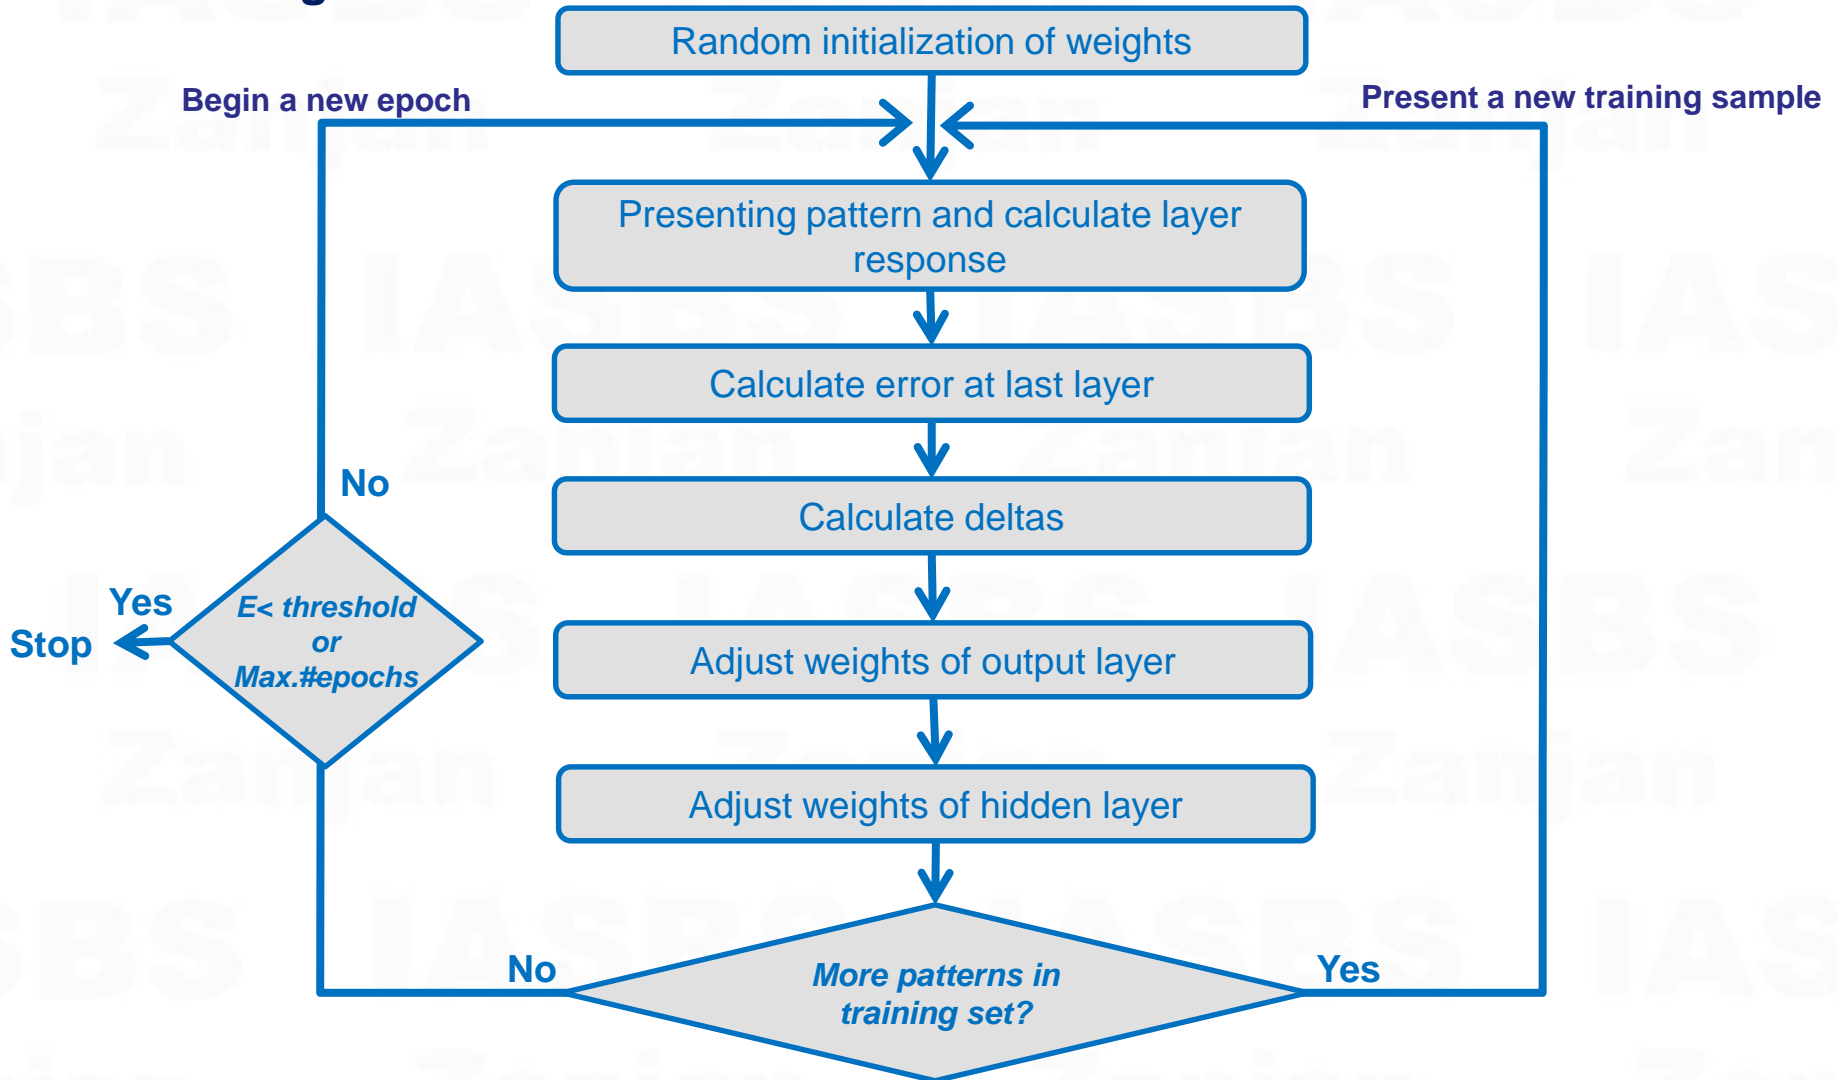 Random initialization of weights
Begin a new epoch
Present a new training sample
Presenting pattern and calculate layer
response
Calculate error at last layer
No
Calculate deltas
Yes
E< threshold
or
Max.#epochs
Stop
Adjust weights of output layer
Adjust weights of hidden layer
No
More patterns in
training set?
Yes
IASBS
Zanjan